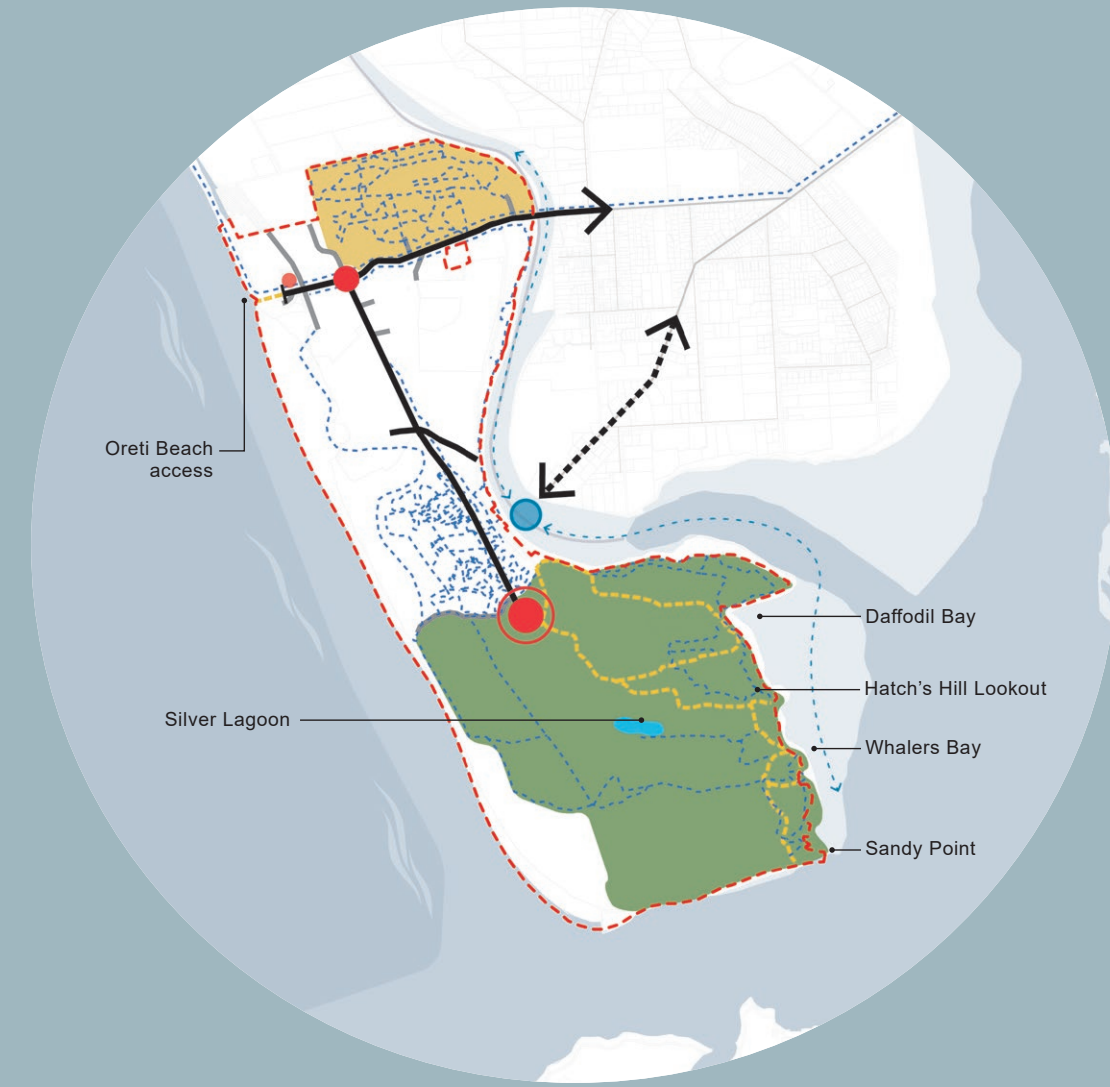 Oreti Beach
access
Daffodil Bay
Hatch's Hill Lookout
Silver Lagoon
Whalers Bay
Sandy Point